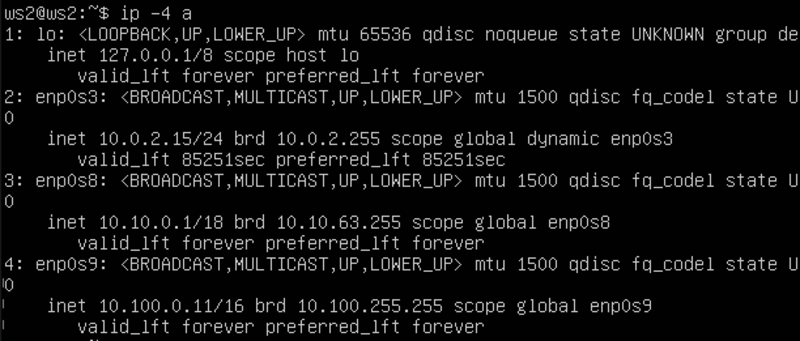 ws2@ws2:~$ ip -4 a
1: lo: <LOOPBACK,UP,LOWER_UP> mtu 65536 qdisc noqueue state UNKNOWN group de
    inet 127.0.0.1/8 scope host lo
       valid_lft forever preferred_lft forever
2: enp0s3: <BROADCAST,MULTICAST,UP,LOWER_UP> mtu 1500 qdisc fq_codel state U
0
    inet 10.0.2.15/24 brd 10.0.2.255 scope global dynamic enp0s3
       valid_lft 85251sec preferred_lft 85251sec
3: enp0s8: <BROADCAST,MULTICAST,UP,LOWER_UP> mtu 1500 qdisc fq_codel state U
0
    inet 10.10.0.1/18 brd 10.10.63.255 scope global enp0s8
       valid_lft forever preferred_lft forever
4: enp0s9: <BROADCAST,MULTICAST,UP,LOWER_UP> mtu 1500 qdisc fq_codel state U
0
    inet 10.100.0.11/16 brd 10.100.255.255 scope global enp0s9
       valid_lft forever preferred_lft forever